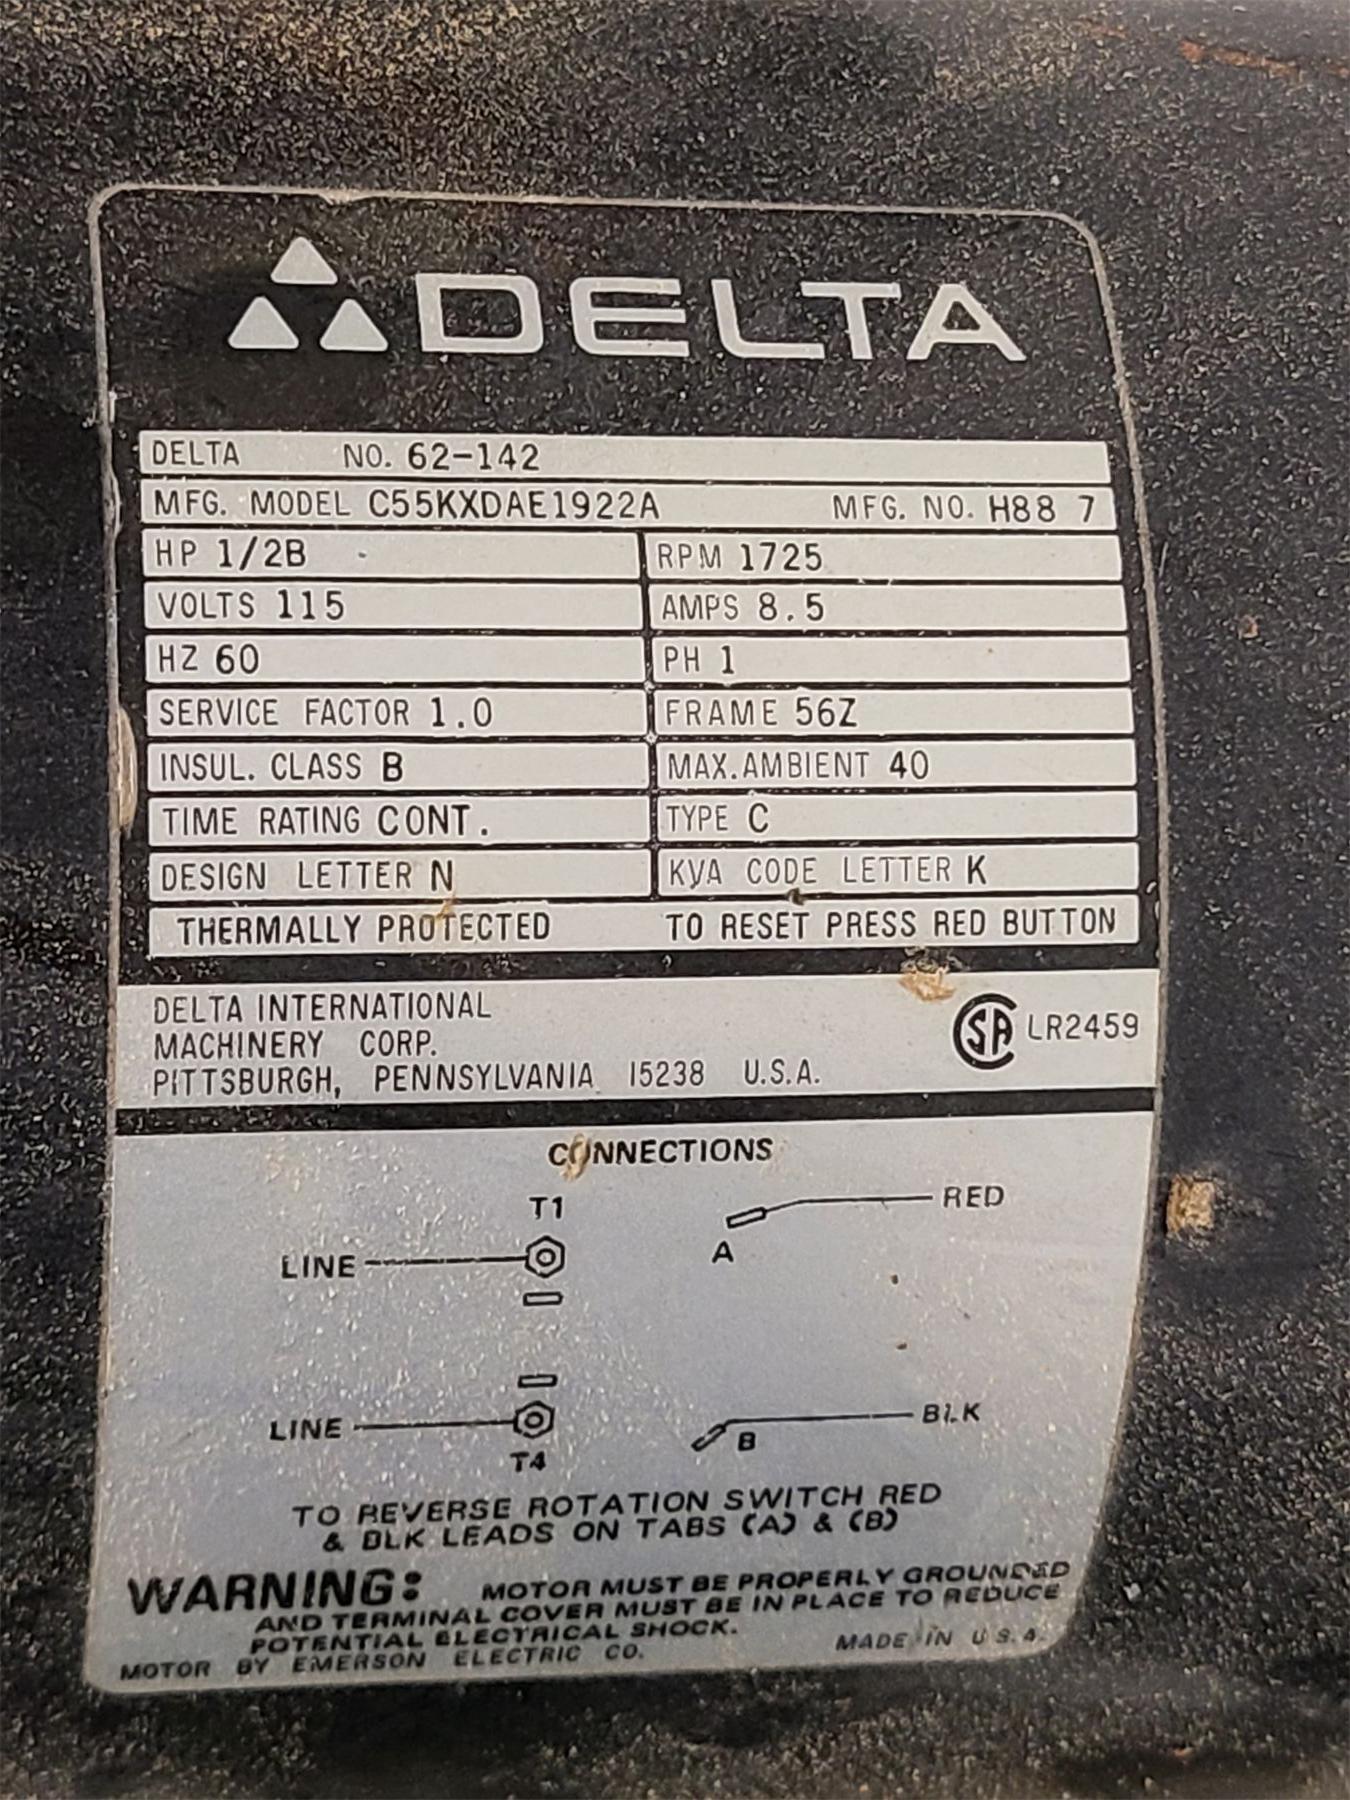 DELTA
DELTA NO. 62-142
MFG. MODEL C55KXDAE1922A MFG. NO. H88 7
HP 1/2B RPM 1725
VOLTS 115 AMPS 8.5
HZ 60 PH 1
SERVICE FACTOR 1.0 FRAME 56Z
INSUL. CLASS B MAX. AMBIENT 40
TIME RATING CONT. TYPE C
DESIGN LETTER N KVA CODE LETTER K
THERMALLY PROTECTED TO RESET PRESS RED BUTTON
DELTA INTERNATIONAL
MACHINERY CORP.
PITTSBURGH, PENNSYLVANIA 15238 U.S.A.
SA LR2459
CONNECTIONS
T1
RED
A
LINE
LINE
BLK
B
T4
TO REVERSE ROTATION SWITCH RED
& BLK LEADS ON TABS (A) & (B)
WARNING: MOTOR MUST BE PROPERLY GROUNDED
AND TERMINAL COVER MUST BE IN PLACE TO REDUCE
POTENTIAL ELECTRICAL SHOCK.
MOTOR BY EMERSON ELECTRIC CO. MADE IN U.S.A.